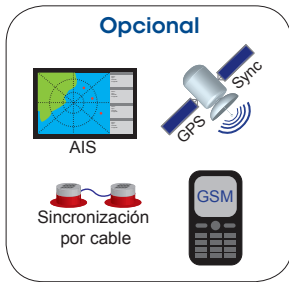 Opcional
AIS
GPS
Sync
Sincronización
por cable
GSM